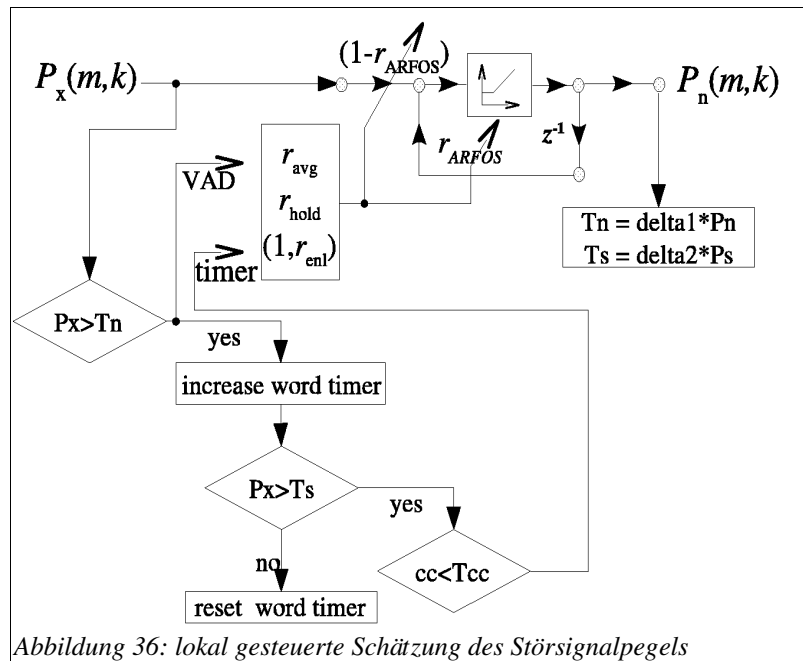 (1-r_ARFOS)
P_x(m,k)
P_n(m,k)
z^-1
r_ARFOS
VAD
r_avg
r_hold
(1,r_enl)
timer
Tn = delta1*Pn
Ts = delta2*Ps
Px>Tn
yes
increase word timer
Px>Ts
yes
cc<Tcc
no
reset word timer
Abbildung 36: lokal gesteuerte Schätzung des Störsignalpegels